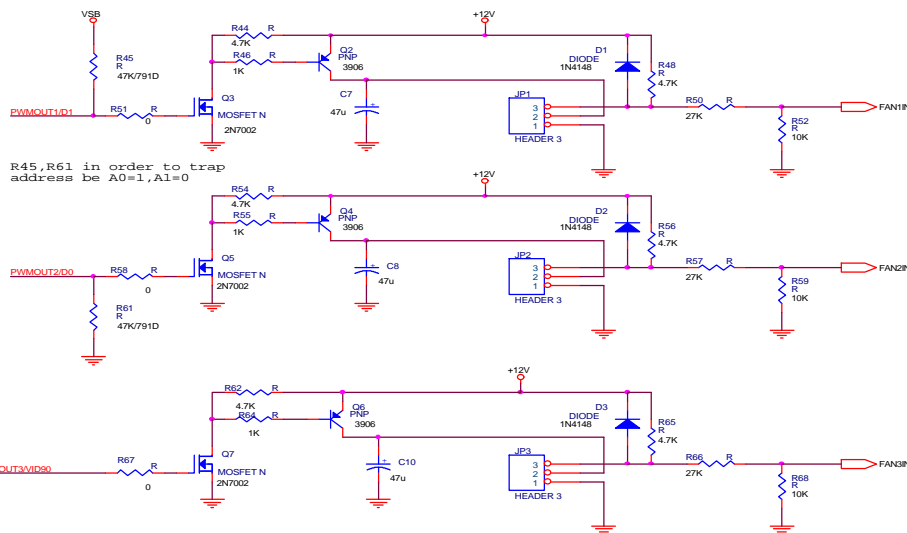 VSB
+12V
R44
R
4.7K
R46
R
1K
Q2
PNP
3906
R45
R
47K/791D
D1
DIODE
1N4148
R48
R
4.7K
Q3
MOSFET N
2N7002
C7
47u
JP1
3
2
1
HEADER 3
R50
R
27K
PWMOUT1/D1
R51
R
0
FAN1IN
R52
R
10K
R45,R61 in order to trap
address be A0=1,A1=0
+12V
R54
R
4.7K
R55
R
1K
Q4
PNP
3906
D2
DIODE
1N4148
R56
R
4.7K
Q5
MOSFET N
2N7002
C8
47u
JP2
3
2
1
HEADER 3
R57
R
27K
PWMOUT2/D0
R58
R
0
FAN2IN
R59
R
10K
R61
R
47K/791D
+12V
R62
R
4.7K
R64
R
1K
Q6
PNP
3906
D3
DIODE
1N4148
R65
R
4.7K
Q7
MOSFET N
2N7002
C10
47u
JP3
3
2
1
HEADER 3
R66
R
27K
OUT3/VID90
R67
R
0
FAN3IN
R68
R
10K